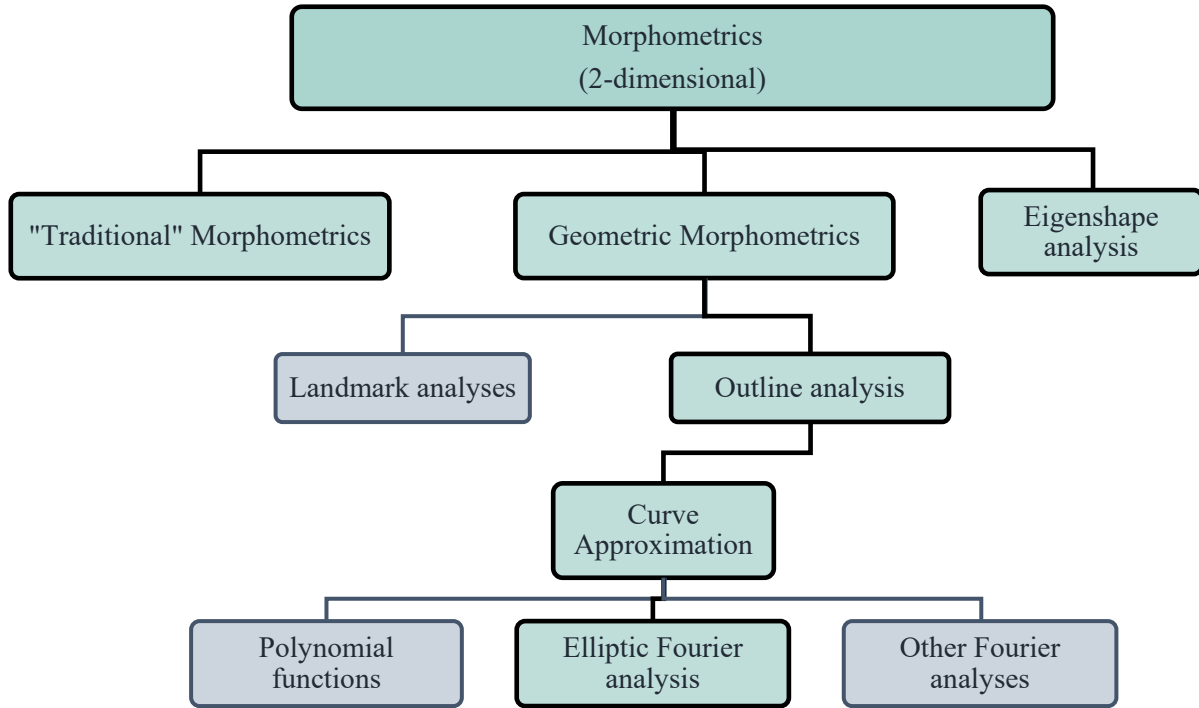 Morphometrics
(2-dimensional)
"Traditional" Morphometrics
Geometric Morphometrics
Eigenshape
analysis
Landmark analyses
Outline analysis
Curve
Approximation
Polynomial
functions
Elliptic Fourier
analysis
Other Fourier
analyses